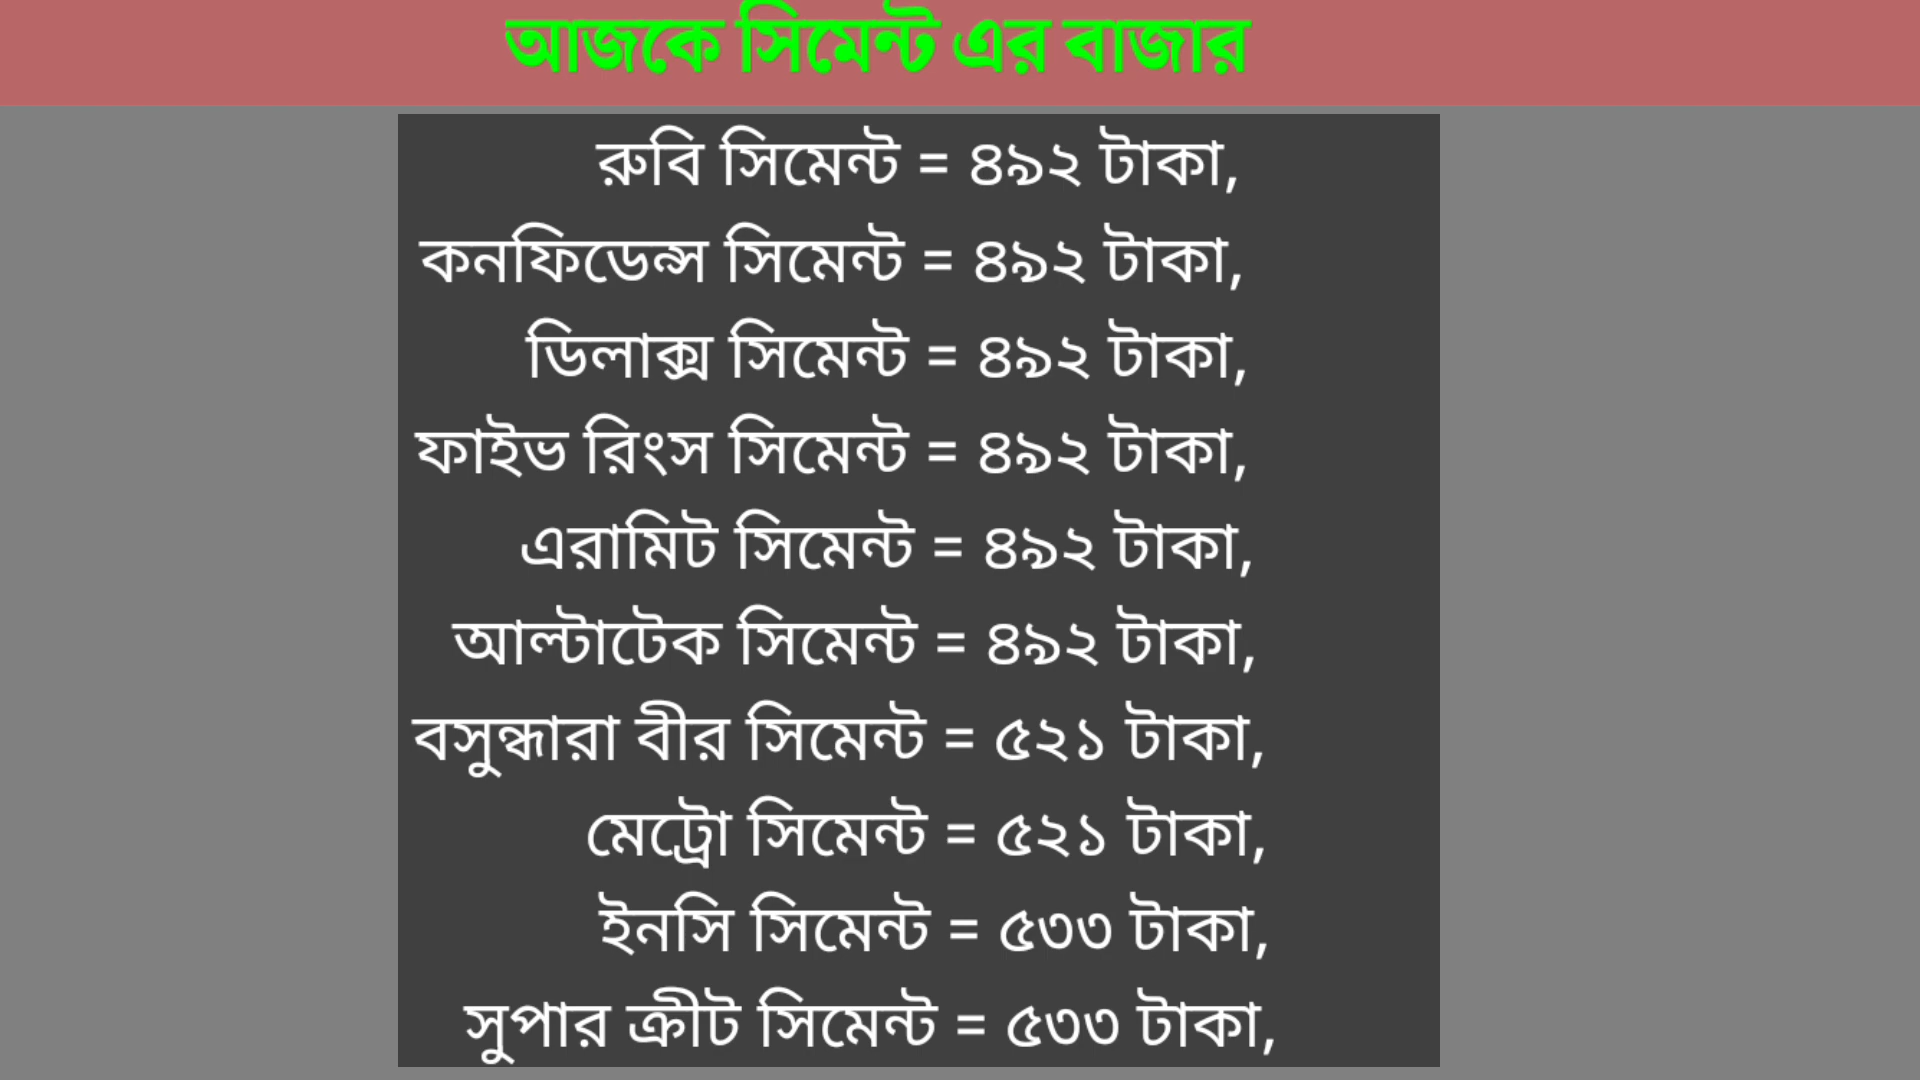 আজকে সিমেন্ট এর বাজার
রুবি সিমেন্ট = ৪৯২ টাকা,
কনফিডেন্স সিমেন্ট = ৪৯২ টাকা,
ডিলাক্স সিমেন্ট = ৪৯২ টাকা,
ফাইভ রিংস সিমেন্ট = ৪৯২ টাকা,
এরামিট সিমেন্ট = ৪৯২ টাকা,
আল্টাটেক সিমেন্ট = ৪৯২ টাকা,
বসুন্ধারা বীর সিমেন্ট = ৫২১ টাকা,
মেট্রো সিমেন্ট = ৫২১ টাকা,
ইনসি সিমেন্ট = ৫৩৩ টাকা,
সুপার ক্রীট সিমেন্ট = ৫৩৩ টাকা,